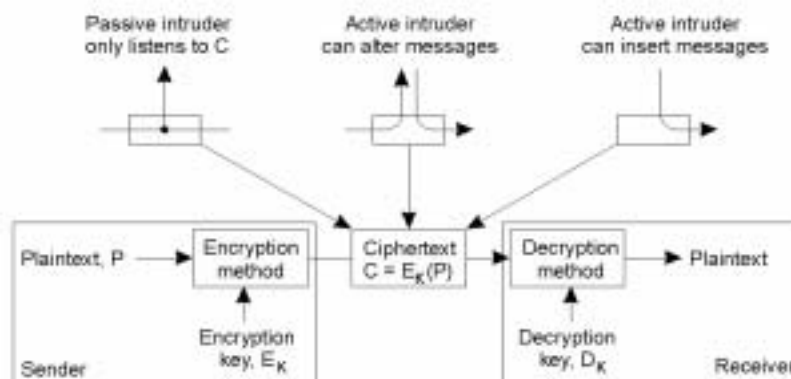 Passive intruder
only listens to C
Active intruder
can alter messages
Active intruder
can insert messages
Plaintext, P
Encryption
method
Ciphertext
C = E_K(P)
Decryption
method
Plaintext
Encryption
key, E_K
Decryption
key, D_K
Sender
Receiver